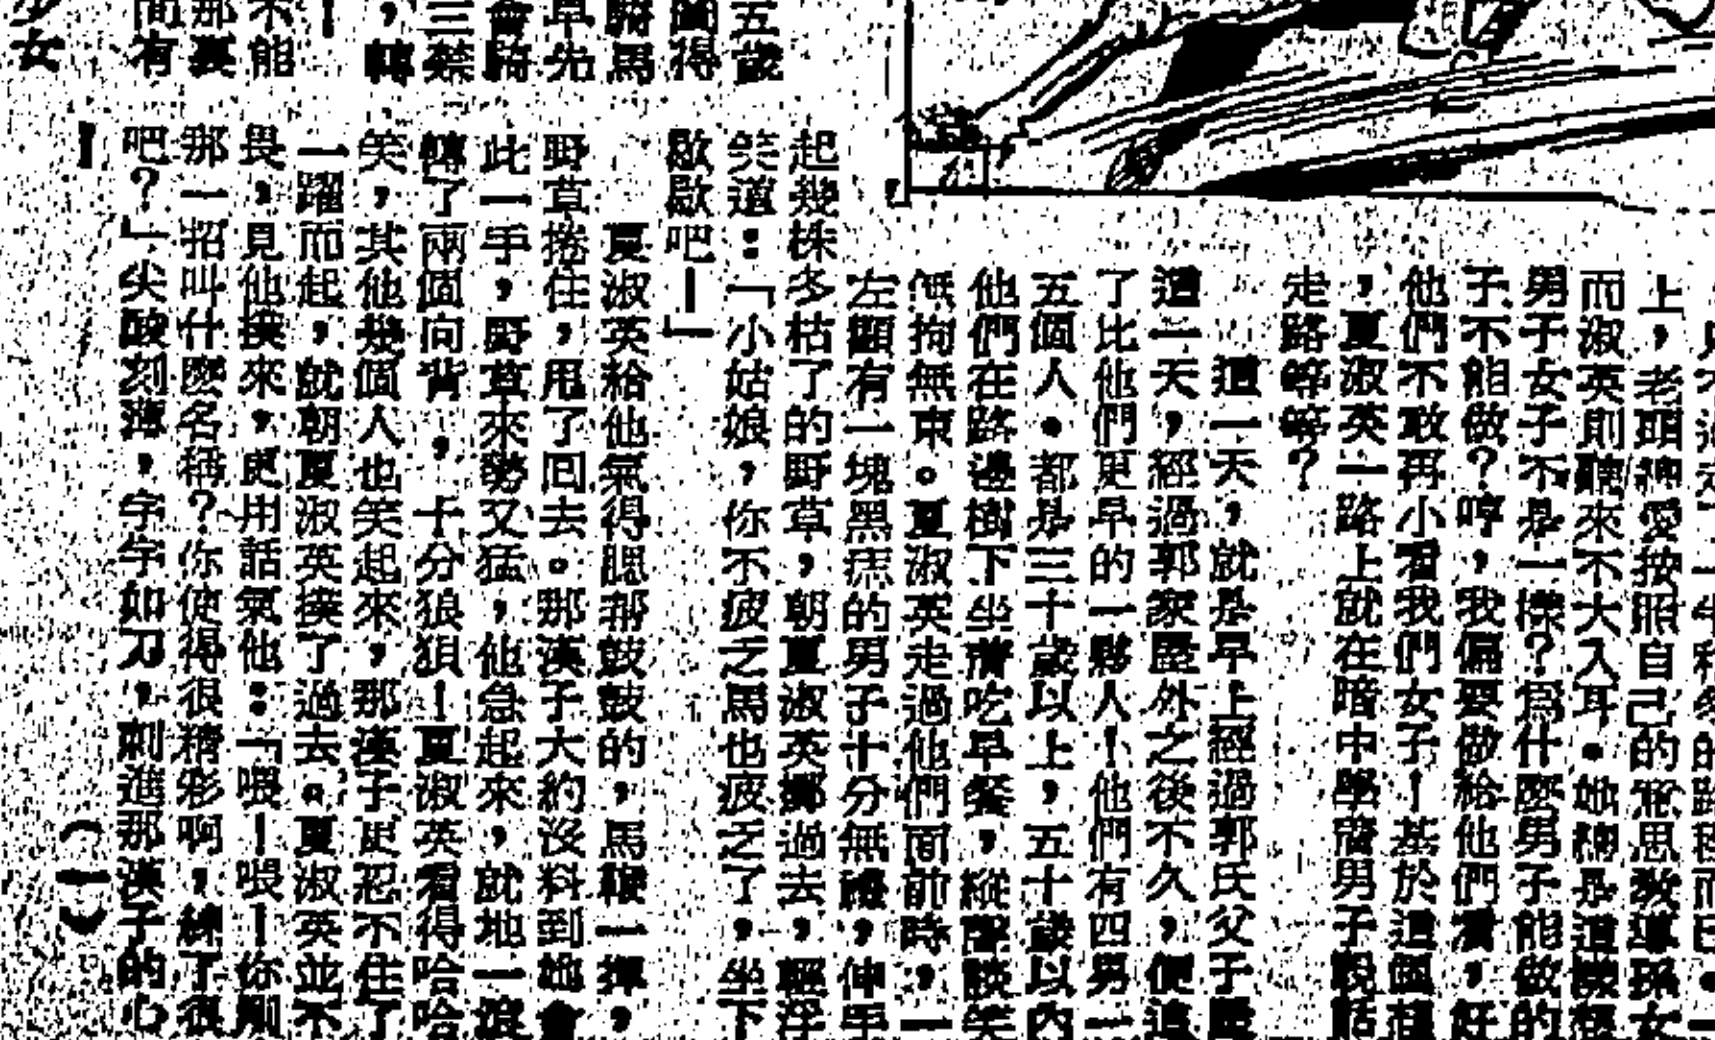 上，老頭神愛按照自己的意思教導孫女
而淑英則聽來不大入耳。她總是這樣想
男子女子不是一樣？為什麼男子能做的
子不能做？哼，我偏要做給他們看，好
他們不敢再小看我們女子！基於這個
，夏淑英一路上就在暗中學着男子說話
走路等等？
這一天，就是早上經過郭氏父子
這一天，經過郭家屋外之後不久，便追
了比他們更早的一夥人！他們有四男一
五個人。都是三十歲以上，五十歲以內
他們在路邊樹下坐着吃早餐，縱聲談笑
無拘無束。夏淑英走過他們面前時，一
左顴有一塊黑痣的男子十分無禮，伸手
起幾株冬枯了的野草，朝夏淑英擲過去，輕浮
笑道：「小姑娘，你不疲乏馬也疲乏了，坐下
歇歇吧！」
夏淑英給他氣得腮幫鼓鼓的，馬鞭一揮，
野草捲住，甩了回去。那漢子大約沒料到她會
此一手，野草來勢又猛，他急起來，就地一滾
轉了兩個向背，十分狼狽！夏淑英看得哈哈
笑，其他幾個人也笑起來，那漢子更忍不住了
一躍而起，就朝夏淑英撲了過去。夏淑英並不
畏，見他撲來，更用話氣他：「喂！喂！你剛
那一招叫什麼名稱？你使得很精彩啊，練了很
吧？」尖酸刻薄，字字如刀，刺進那漢子的心
！
（一）
五歲
圖得
騎馬
早先
會騎
三禁
，轉
！
不能
那裏
間有
少女